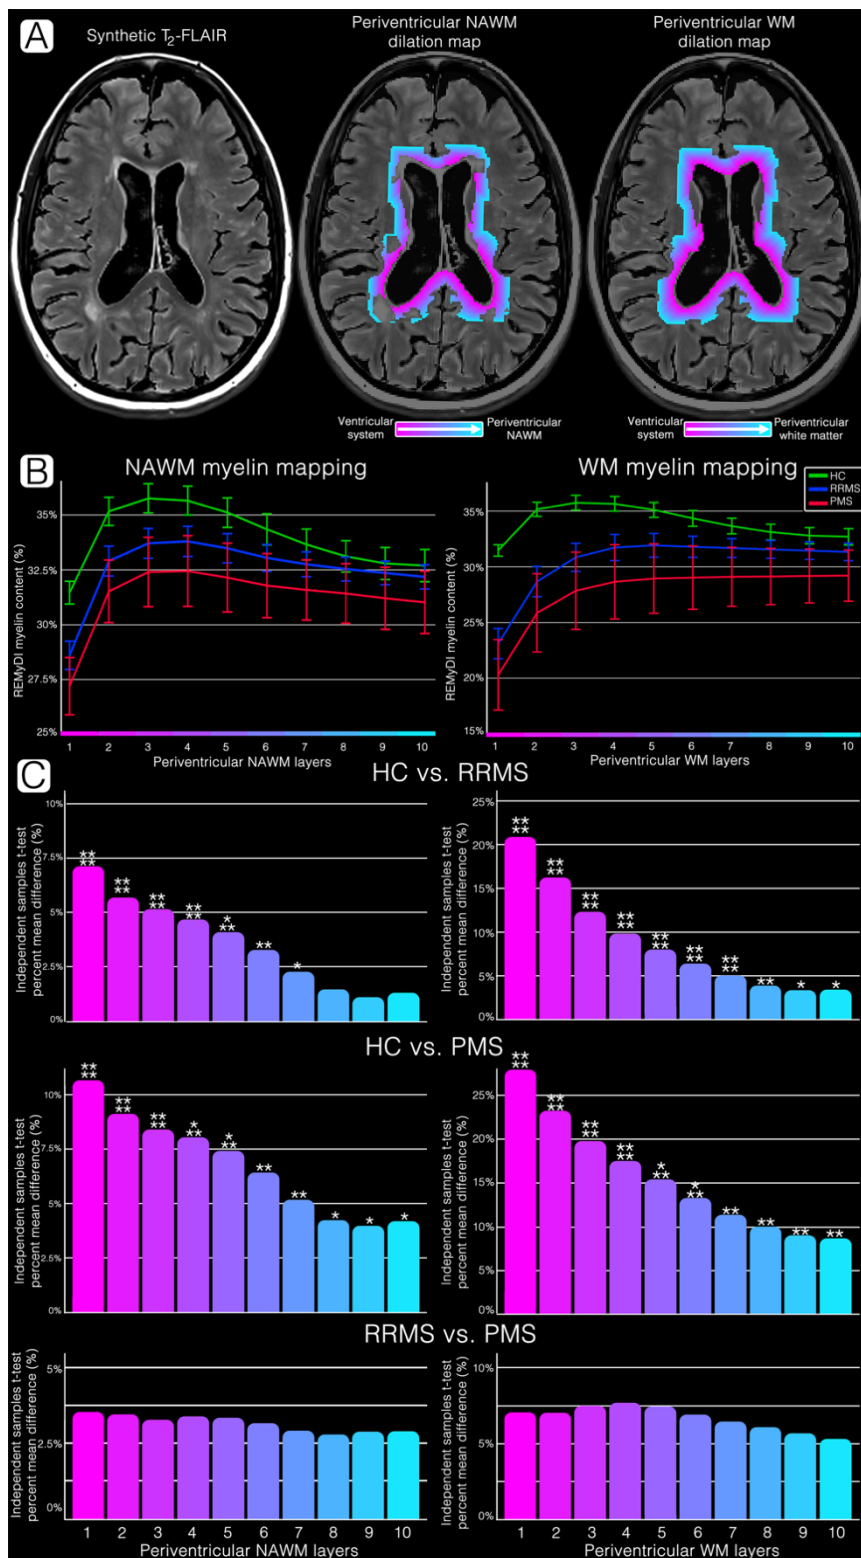 A
Synthetic T₂-FLAIR
Periventricular NAWM
dilation map
Periventricular WM
dilation map
Ventricular
system
Periventricular
NAWM
Ventricular
system
Periventricular
white matter
B
NAWM myelin mapping
REMyDI myelin content (%)
35%
32.5%
30%
27.5%
25%
1 2 3 4 5 6 7 8 9 10
Periventricular NAWM layers
WM myelin mapping
HC
RRMS
PMS
REMyDI myelin content (%)
35%
30%
25%
20%
15%
1 2 3 4 5 6 7 8 9 10
Periventricular WM layers
C
HC vs. RRMS
Independent samples t-test
percent mean difference (%)
10%
7.5%
5%
2.5%
0%
** ** ** ** ** * ** *
** ** ** ** **
Independent samples t-test
percent mean difference (%)
25%
20%
15%
10%
5%
0%
** ** ** ** ** ** ** ** * *
** ** ** ** ** ** **
HC vs. PMS
Independent samples t-test
percent mean difference (%)
10%
7.5%
5%
2.5%
0%
** ** ** * * ** ** * * *
** ** ** ** **
Independent samples t-test
percent mean difference (%)
25%
20%
15%
10%
5%
0%
** ** ** ** * * ** ** ** **
** ** ** ** ** **
RRMS vs. PMS
Independent samples t-test
percent mean difference (%)
5%
2.5%
0%
1 2 3 4 5 6 7 8 9 10
Periventricular NAWM layers
Independent samples t-test
percent mean difference (%)
10%
5%
0%
1 2 3 4 5 6 7 8 9 10
Periventricular WM layers